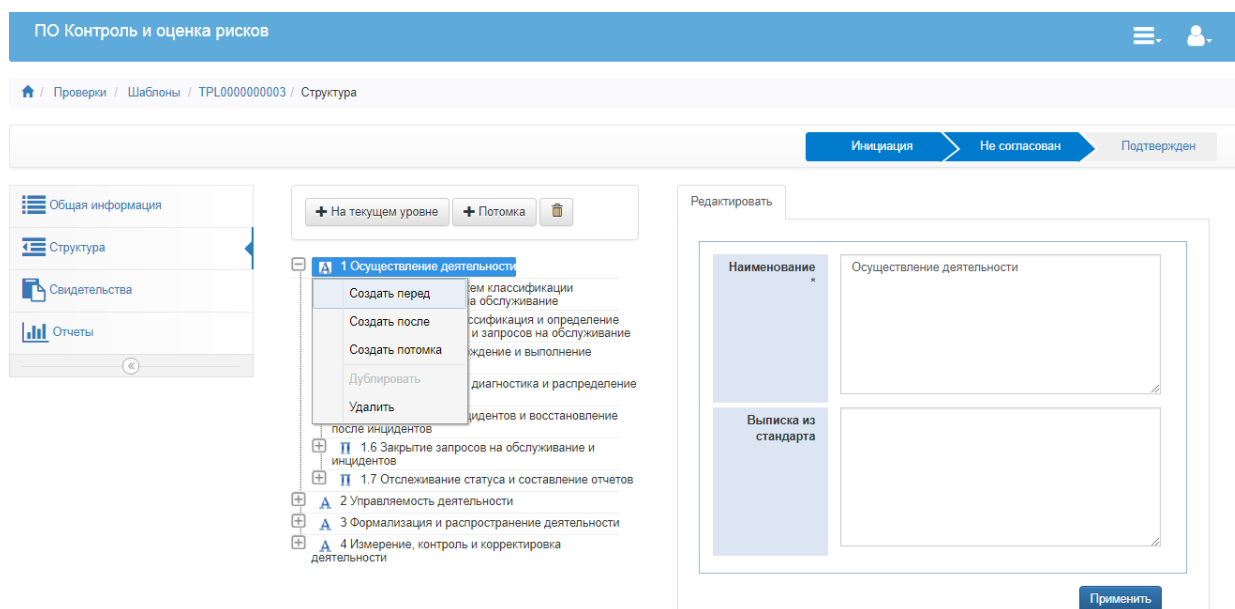 ПО Контроль и оценка рисков
/ Проверки / Шаблоны / TPL0000000003 / Структура
Инициация
Не согласован
Подтвержден
Общая информация
Структура
Свидетельства
Отчеты
+ На текущем уровне
+ Потомка
1 Осуществление деятельности
ем классификации
а обслуживание
ссификация и определение
и запросов на обслуживание
ждение и выполнение
диагностика и распределение
цидентов и восстановление
после инцидентов
П 1.6 Закрытие запросов на обслуживание и
инцидентов
П 1.7 Отслеживание статуса и составление отчетов
А 2 Управляемость деятельности
А 3 Формализация и распространение деятельности
А 4 Измерение, контроль и корректировка
деятельности
Создать перед
Создать после
Создать потомка
Дублировать
Удалить
Редактировать
Наименование
*
Осуществление деятельности
Выписка из
стандарта
Применить